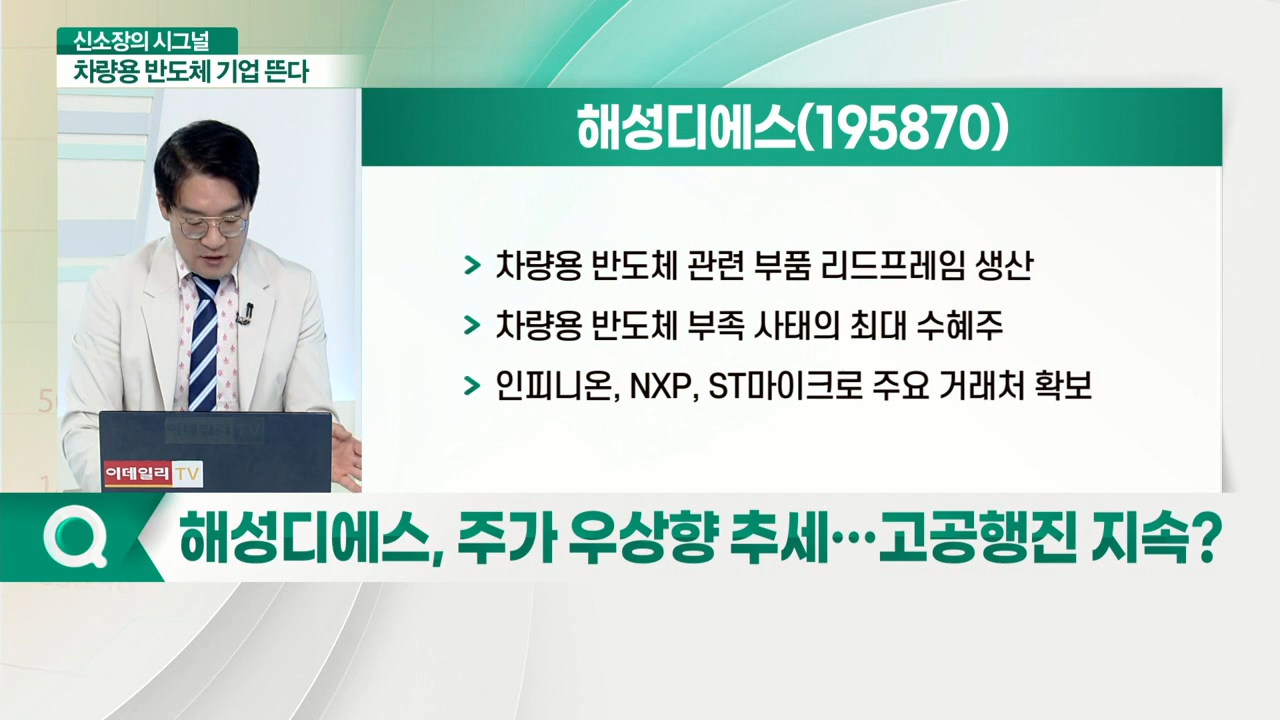 신소장의 시그널
차량용 반도체 기업 뜬다
해성디에스(195870)
> 차량용 반도체 관련 부품 리드프레임 생산
> 차량용 반도체 부족 사태의 최대 수혜주
> 인피니온, NXP, ST마이크로 주요 거래처 확보
이데일리 TV
이데일리TV
해성디에스, 주가 우상향 추세…고공행진 지속?